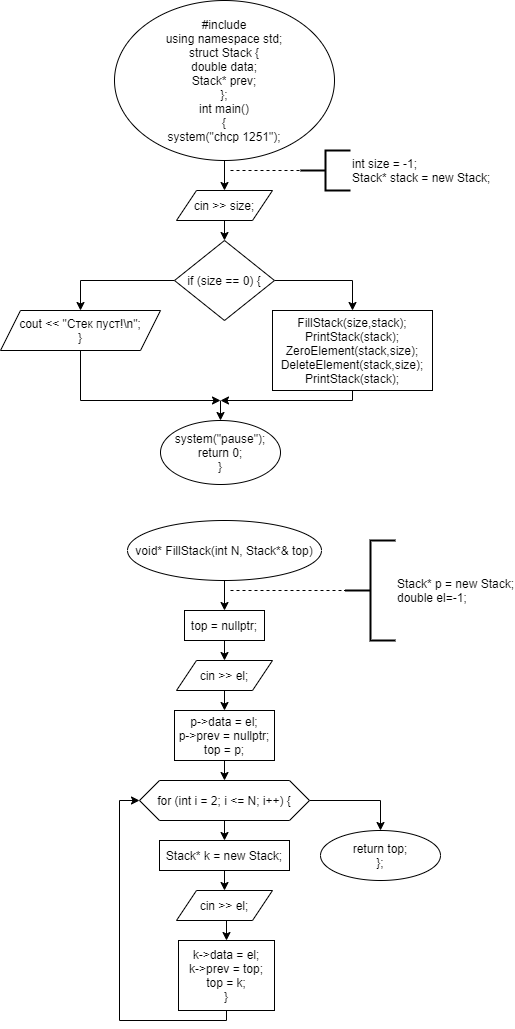 #include
using namespace std;
struct Stack {
double data;
Stack* prev;
};
int main()
{
system("chcp 1251");
int size = -1;
Stack* stack = new Stack;
cin >> size;
if (size == 0) {
cout << "Стек пуст!\n";
}
FillStack(size,stack);
PrintStack(stack);
ZeroElement(stack,size);
DeleteElement(stack,size);
PrintStack(stack);
system("pause");
return 0;
}
void* FillStack(int N, Stack*& top)
Stack* p = new Stack;
double el=-1;
top = nullptr;
cin >> el;
p->data = el;
p->prev = nullptr;
top = p;
for (int i = 2; i <= N; i++) {
Stack* k = new Stack;
cin >> el;
k->data = el;
k->prev = top;
top = k;
}
return top;
};